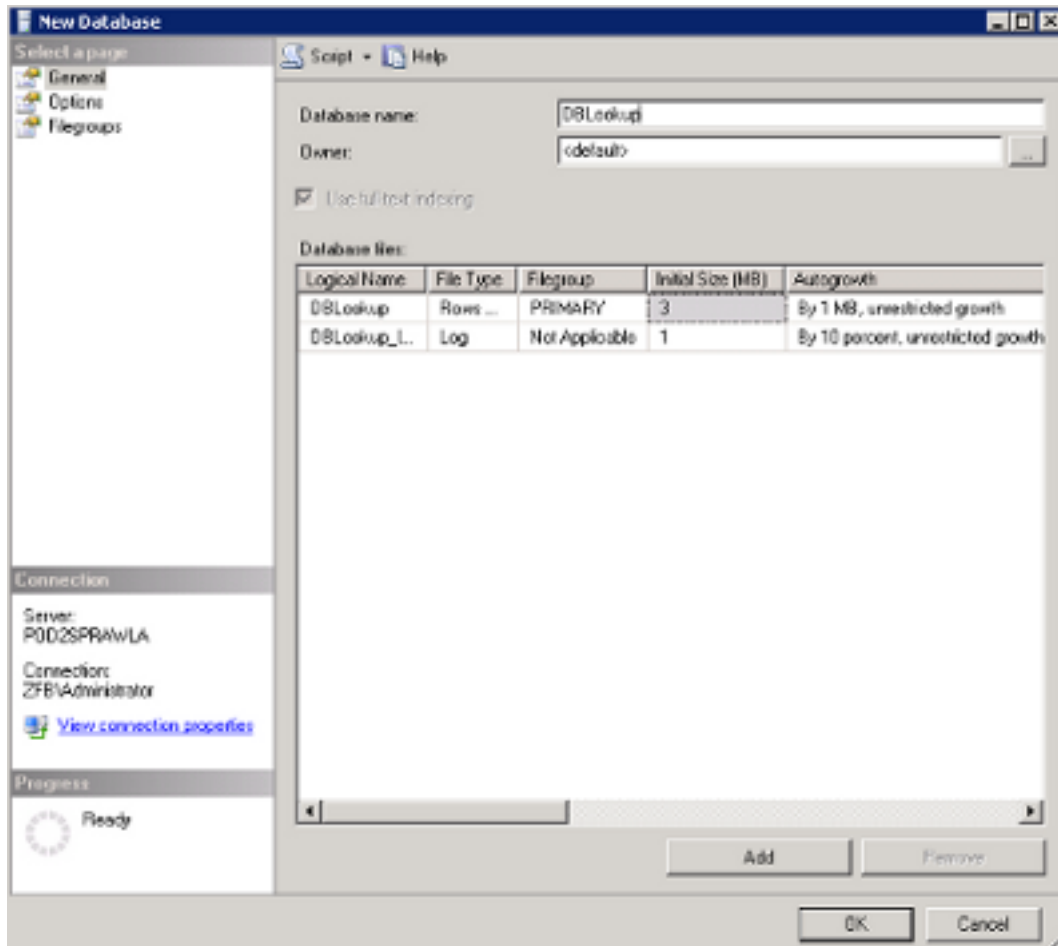 New Database
Select a page
General
Options
Filegroups
Script Help
Database name: DBLookup
Owner: <default> ...
Use full-text indexing
Database files:
Logical Name File Type Filegroup Initial Size (MB) Autogrowth
DBLookup Rows ... PRIMARY 3 By 1 MB, unrestricted growth
DBLookup_l... Log Not Applicable 1 By 10 percent, unrestricted growth
Connection
Server:
POD2SPRAWLA
Connection:
ZFB\Administrator
View connection properties
Progress
Ready
Add Remove
OK Cancel